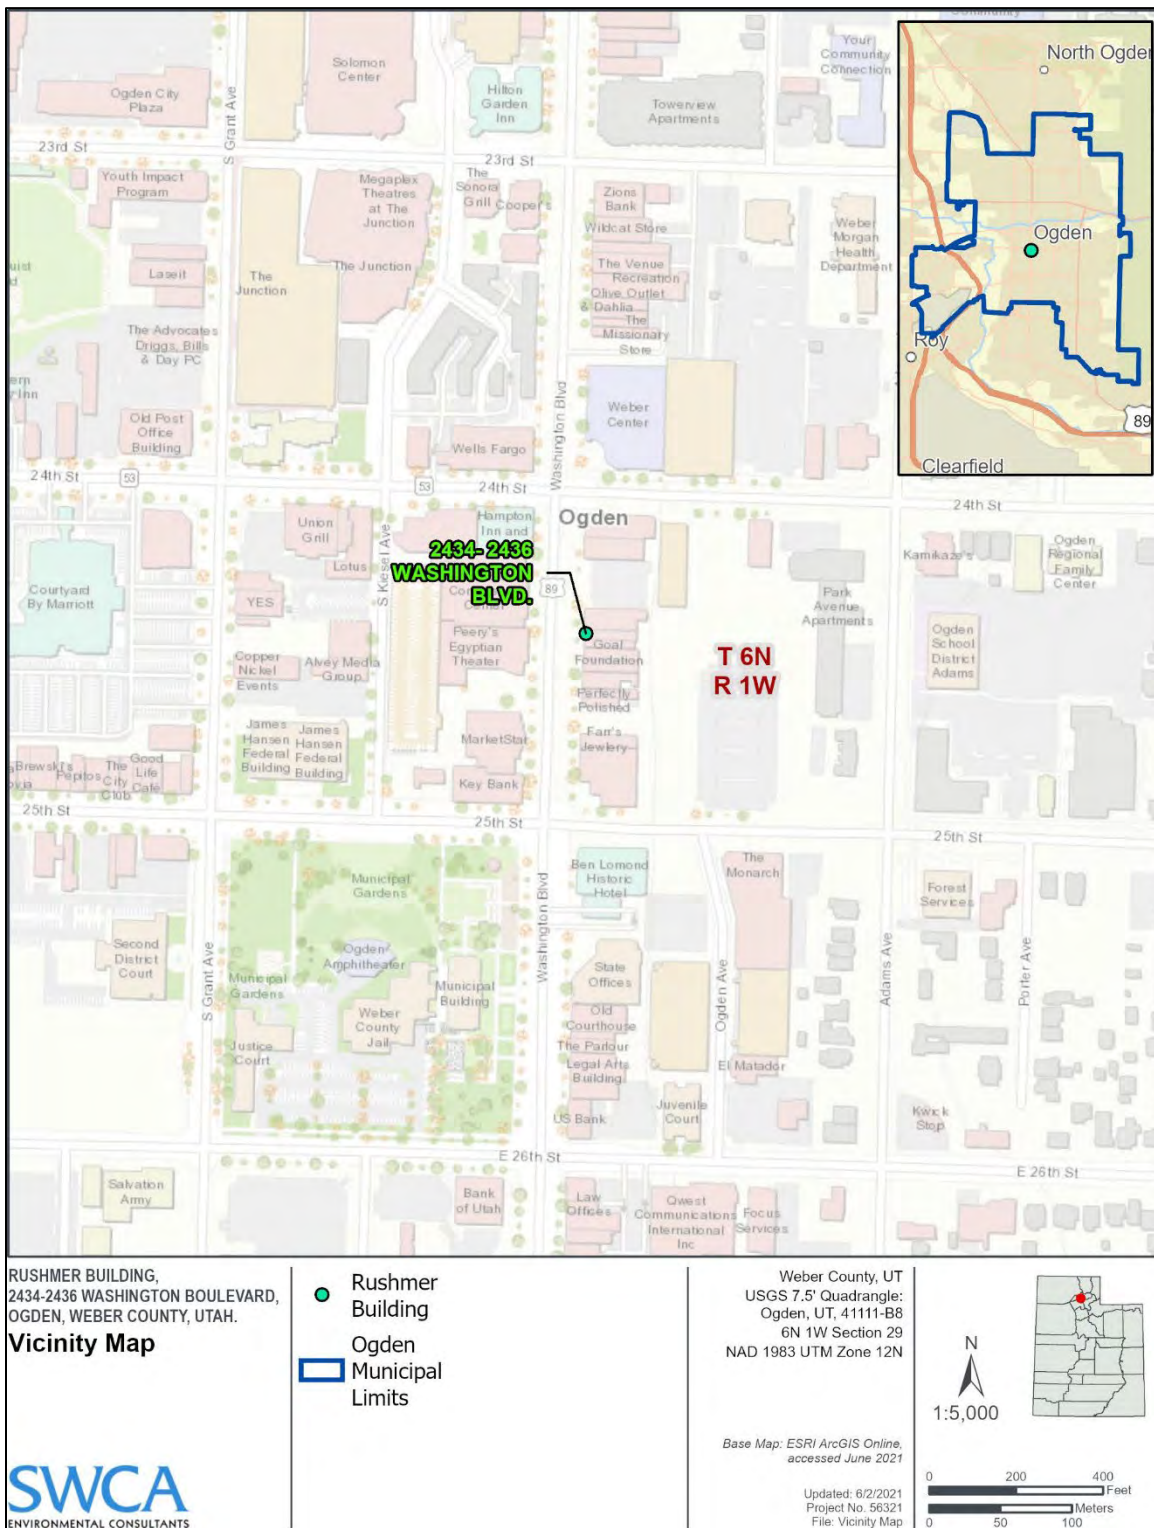 Solomon
Center
Ogden City
Plaza
Hilton
Garden
Inn
Towerview
Apartments
Your
Community
Connection
S Grant Ave
23rd St
Youth Impact
Program
Megaplex
Theatres
at The
Junction
The
Sonora
Grill
Cooper's
Zions
Bank
Wildcat Store
Weber
Morgan
Health
Department
The Venue
Recreation
Olive Outlet
& Dahlia
The
Missionary
Store
Laseit
The
Junction
The Junction
The Advocates
Driggs, Bills
& Day PC
Old Post
Office
Building
Wells Fargo
Washington Blvd
Weber
Center
24th St
53
53
24th St
24th St
North Ogden
Ogden
Roy
89
Clearfield
Union
Grill
Lotus
S Kiesel Ave
Hampton
Inn and
Ogden
2434- 2436
WASHINGTON
BLVD.
89
Kamikaze's
Ogden
Regional
Family
Center
Courtyard
By Marriott
YES
Center
Peery's
Egyptian
Theater
Goal
Foundation
Park
Avenue
Apartments
T 6N
R 1W
Ogden
School
District
Adams
Copper
Nickel
Events
Alvey Media
Group
Perfectly
Polished
James
Hansen
Federal
Building
James
Hansen
Federal
Building
MarketStar
Farr's
Jewlery
Key Bank
Brewski's
Pepitos
The
City
Club
Good
Life
Cafe
25th St
25th St
25th St
Municipal
Gardens
Ben Lomond
Historic
Hotel
The
Monarch
Forest
Services
Second
District
Court
S Grant Ave
Ogden
Amphitheater
Municipal
Gardens
Municipal
Building
Weber
County
Jail
Justice
Court
Washington Blvd
State
Offices
Old
Courthouse
The Parlour
Legal Arts
Building
US Bank
Ogden Ave
El Matador
Juvenile
Court
Adams Ave
Porter Ave
Kwick
Stop
E 26th St
E 26th St
Salvation
Army
Bank
of Utah
Law
Offices
Qwest
Communications
International
Inc
Focus
Services
RUSHMER BUILDING,
2434-2436 WASHINGTON BOULEVARD,
OGDEN, WEBER COUNTY, UTAH.
Vicinity Map
SWCA
ENVIRONMENTAL CONSULTANTS
Rushmer
Building
Ogden
Municipal
Limits
Weber County, UT
USGS 7.5' Quadrangle:
Ogden, UT, 41111-B8
6N 1W Section 29
NAD 1983 UTM Zone 12N
Base Map: ESRI ArcGIS Online,
accessed June 2021
Updated: 6/2/2021
Project No. 56321
File: Vicinity Map
N
1:5,000
0 200 400
Feet
Meters
0 50 100